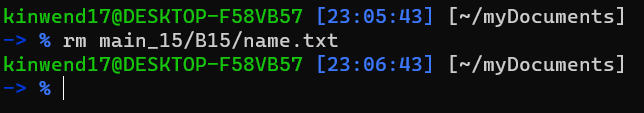 kinwend17@DESKTOP-F58VB57 [23:05:43] [~/myDocuments]
-> % rm main_15/B15/name.txt
kinwend17@DESKTOP-F58VB57 [23:06:43] [~/myDocuments]
-> %